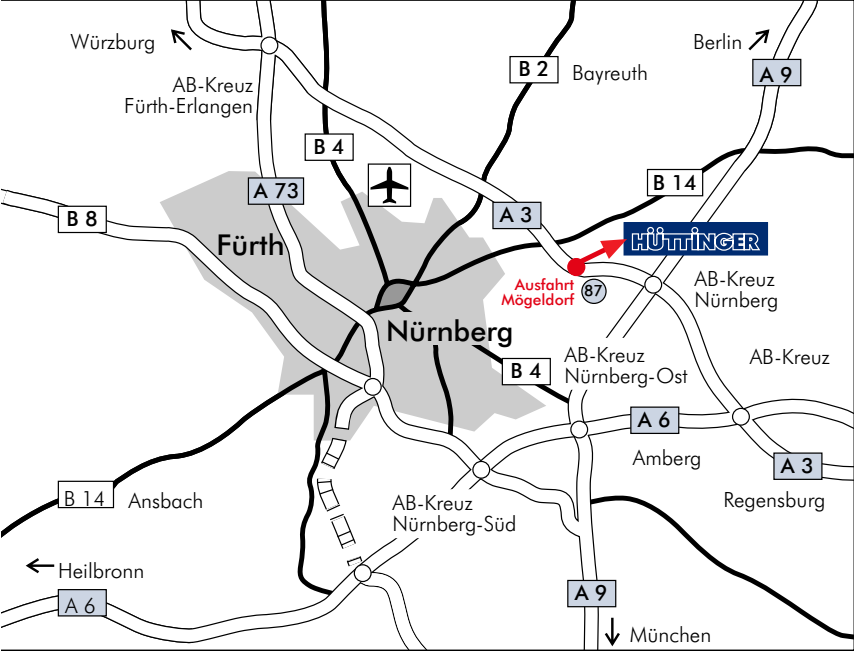 Würzburg
Berlin
B 2
Bayreuth
A 9
AB-Kreuz
Fürth-Erlangen
B 4
A 73
B 14
B 8
A 3
Fürth
HÜTTINGER
Ausfahrt
Mögeldorf
87
AB-Kreuz
Nürnberg
Nürnberg
AB-Kreuz
Nürnberg-Ost
AB-Kreuz
B 4
A 6
Amberg
A 3
Regensburg
B 14
Ansbach
AB-Kreuz
Nürnberg-Süd
Heilbronn
A 6
A 9
München